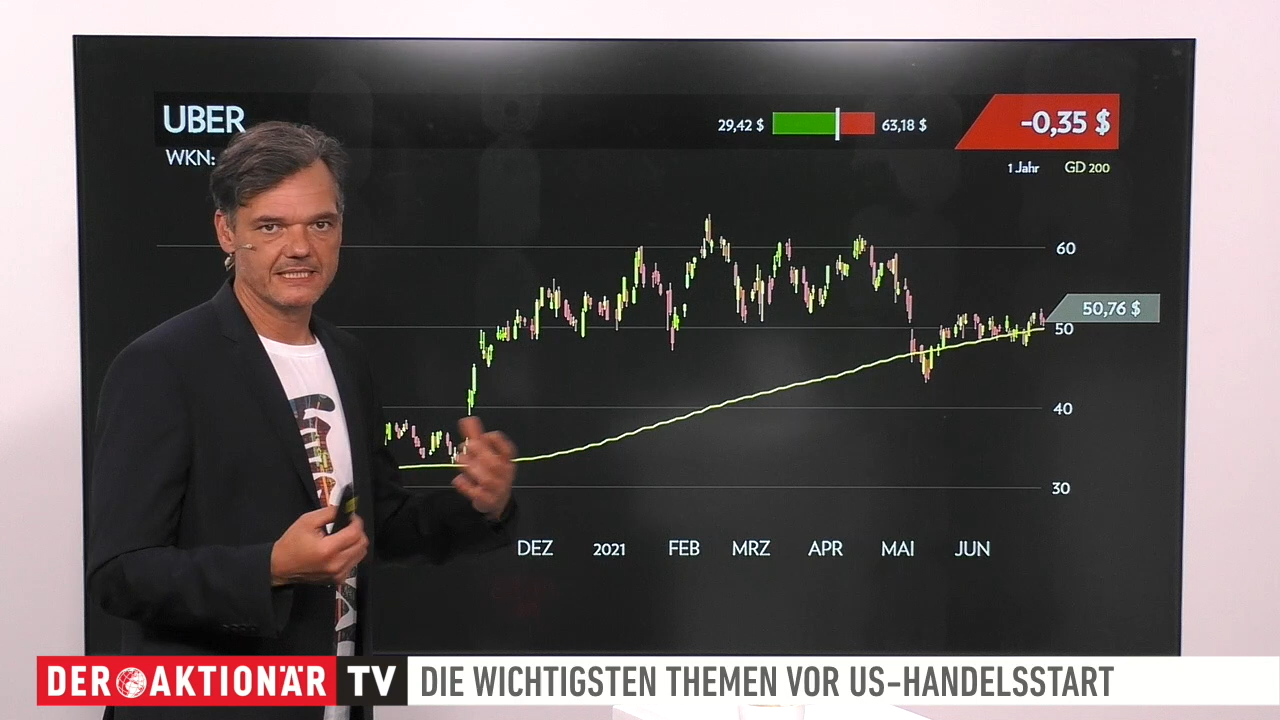 UBER
WKN:
29,42 $ 63,18 $
-0,35 $
1 Jahr GD 200
60
50,76 $
50
40
30
DEZ 2021 FEB MRZ APR MAI JUN
DER AKTIONÄR TV DIE WICHTIGSTEN THEMEN VOR US-HANDELSSTART